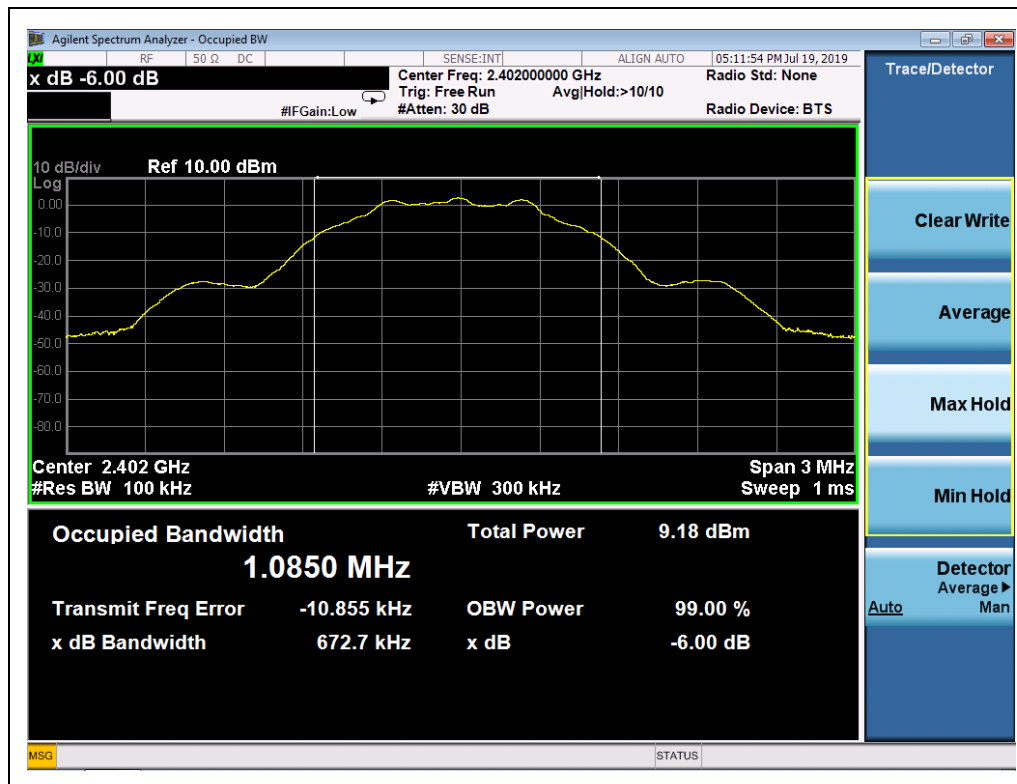 Agilent Spectrum Analyzer - Occupied BW
LXI RF 50 Ω DC SENSE:INT ALIGN AUTO 05:11:54 PM Jul 19, 2019
x dB -6.00 dB
Center Freq: 2.402000000 GHz
Radio Std: None
Trig: Free Run Avg|Hold:>10/10
#IFGain:Low
#Atten: 30 dB
Radio Device: BTS
10 dB/div Ref 10.00 dBm
Log
0.00
-10.0
-20.0
-30.0
-40.0
-50.0
-60.0
-70.0
-80.0
Center 2.402 GHz Span 3 MHz
#Res BW 100 kHz #VBW 300 kHz Sweep 1 ms
Occupied Bandwidth Total Power 9.18 dBm
1.0850 MHz
Transmit Freq Error -10.855 kHz OBW Power 99.00 %
x dB Bandwidth 672.7 kHz x dB -6.00 dB
Trace/Detector
Clear Write
Average
Max Hold
Min Hold
Detector
Average▶
Auto Man
MSG STATUS